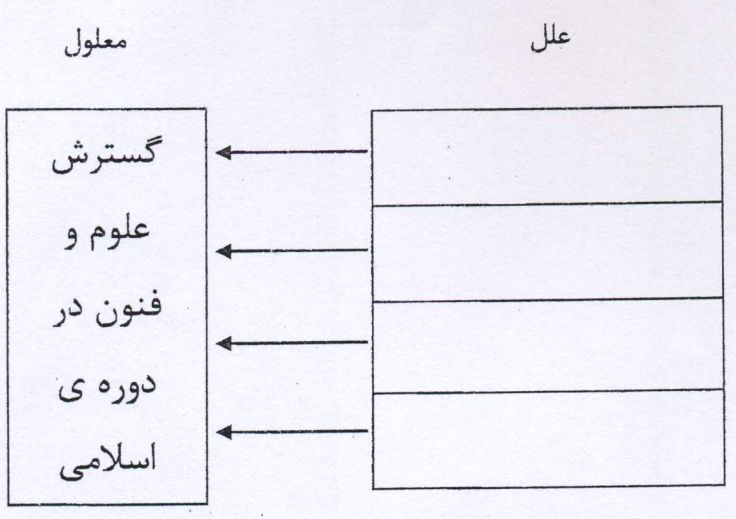 علل
معلول
گسترش
علوم و
فنون در
دوره ی
اسلامی